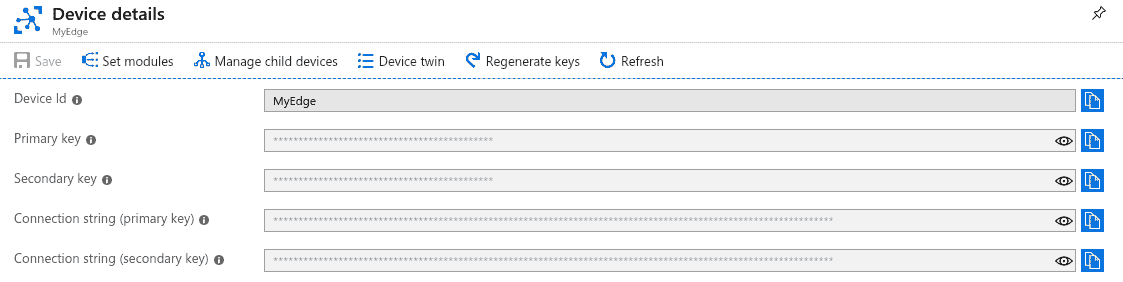 Device details
MyEdge
Save Set modules Manage child devices Device twin Regenerate keys Refresh
Device Id MyEdge
Primary key ********************************************
Secondary key ********************************************
Connection string (primary key) ****************************************************************************************************************
Connection string (secondary key) ****************************************************************************************************************